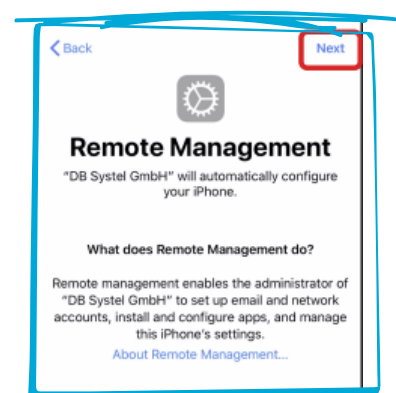 Back
Next
Remote Management
"DB Systel GmbH" will automatically configure
your iPhone.
What does Remote Management do?
Remote management enables the administrator of
"DB Systel GmbH" to set up email and network
accounts, install and configure apps, and manage
this iPhone's settings.
About Remote Management...